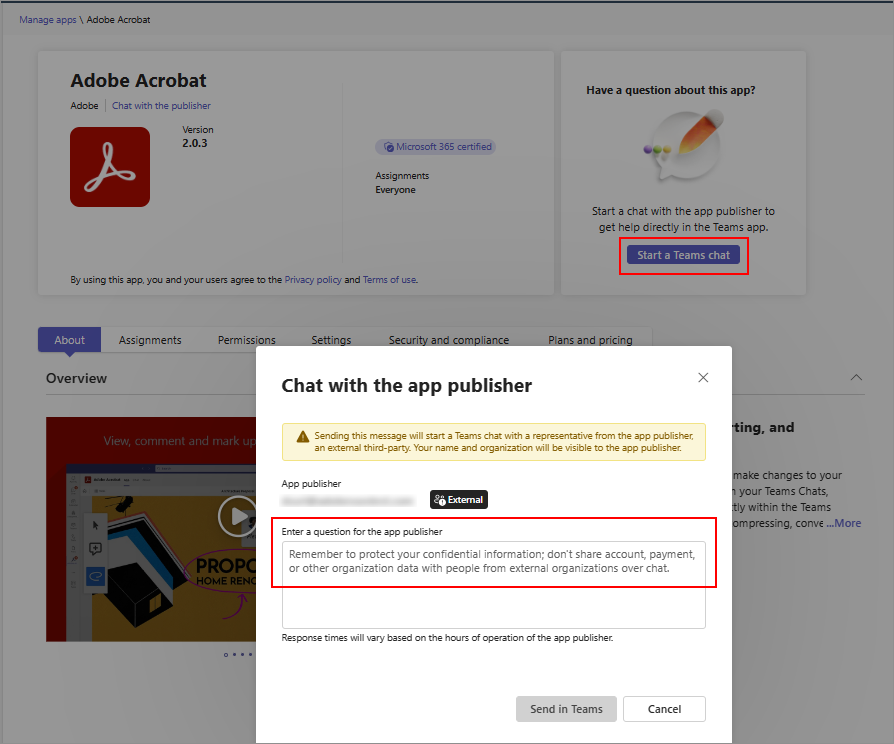 Manage apps \ Adobe Acrobat
Adobe Acrobat
Adobe
Chat with the publisher
Version
2.0.3
Microsoft 365 certified
Assignments
Everyone
By using this app, you and your users agree to the Privacy policy and Terms of use.
Have a question about this app?
Start a chat with the app publisher to
get help directly in the Teams app.
Start a Teams chat
About
Assignments
Permissions
Settings
Security and compliance
Plans and pricing
Overview
View, comment and mark up
Adobe Acrobat
PROPO
HOME RENO
rting, and
make changes to your
n your Teams Chats,
tly within the Teams
ompressing, conve ...More
Chat with the app publisher
Sending this message will start a Teams chat with a representative from the app publisher,
an external third-party. Your name and organization will be visible to the app publisher.
App publisher
External
Enter a question for the app publisher
Remember to protect your confidential information; don't share account, payment,
or other organization data with people from external organizations over chat.
Response times will vary based on the hours of operation of the app publisher.
Send in Teams
Cancel